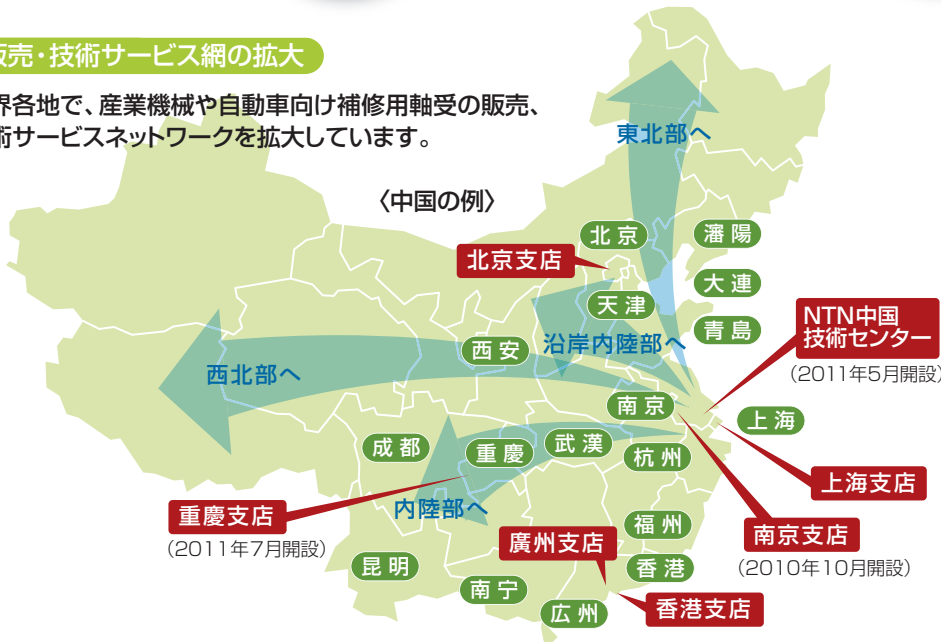 売・技術サービス網の拡大
界各地で、産業機械や自動車向け補修用軸受の販売、
術サービスネットワークを拡大しています。
〈中国の例〉
東北部へ
北京
瀋陽
北京支店
大連
天津
NTN中国
技術センター
(2011年5月開設)
青島
沿岸内陸部へ
西安
西北部へ
南京
上海
成都
重慶
武漢
杭州
上海支店
内陸部へ
重慶支店
(2011年7月開設)
福州
南京支店
(2010年10月開設)
廣州支店
昆明
香港
南宁
広州
香港支店